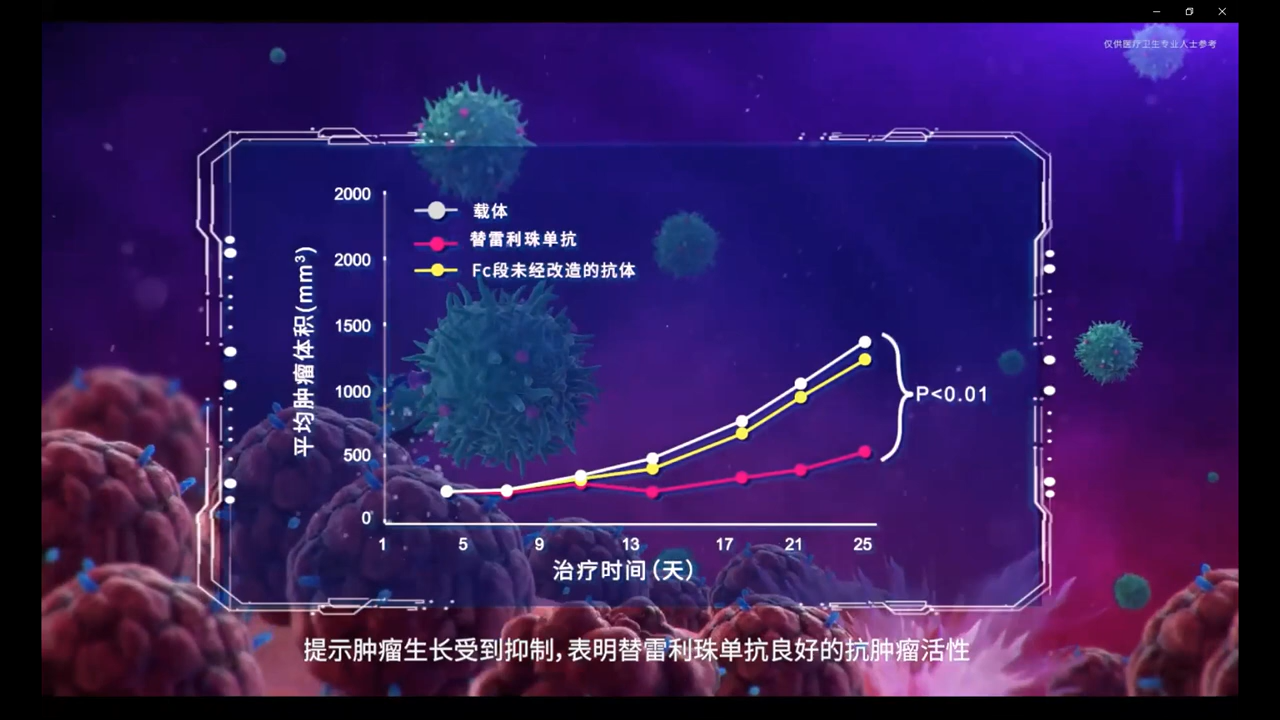 仅供医疗卫生专业人士参考
2000
2000
1500
1000
500
0
平均肿瘤体积(mm³)
载体
替雷利珠单抗
Fc段未经改造的抗体
P<0.01
1 5 9 13 17 21 25
治疗时间(天)
提示肿瘤生长受到抑制,表明替雷利珠单抗良好的抗肿瘤活性